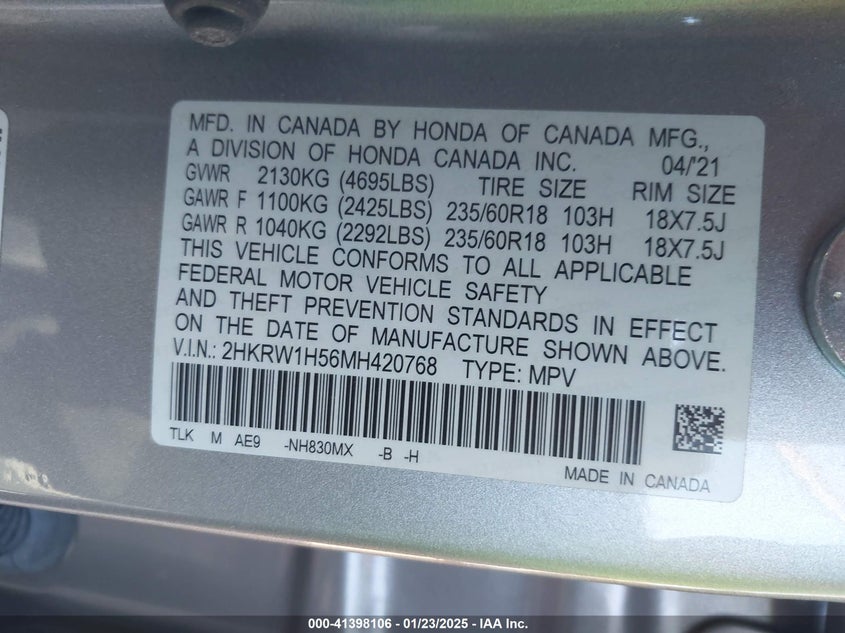 MFD. IN CANADA BY HONDA OF CANADA MFG.,
A DIVISION OF HONDA CANADA INC. 04/'21
GVWR 2130KG (4695LBS) TIRE SIZE RIM SIZE
GAWR F 1100KG (2425LBS) 235/60R18 103H 18X7.5J
GAWR R 1040KG (2292LBS) 235/60R18 103H 18X7.5J
THIS VEHICLE CONFORMS TO ALL APPLICABLE
FEDERAL MOTOR VEHICLE SAFETY
AND THEFT PREVENTION STANDARDS IN EFFECT
ON THE DATE OF MANUFACTURE SHOWN ABOVE.
V.I.N.: 2HKRW1H56MH420768 TYPE: MPV
TLK M AE9 -NH830MX -B -H
MADE IN CANADA
000-41398106 — 01/23/2025 — IAA Inc.